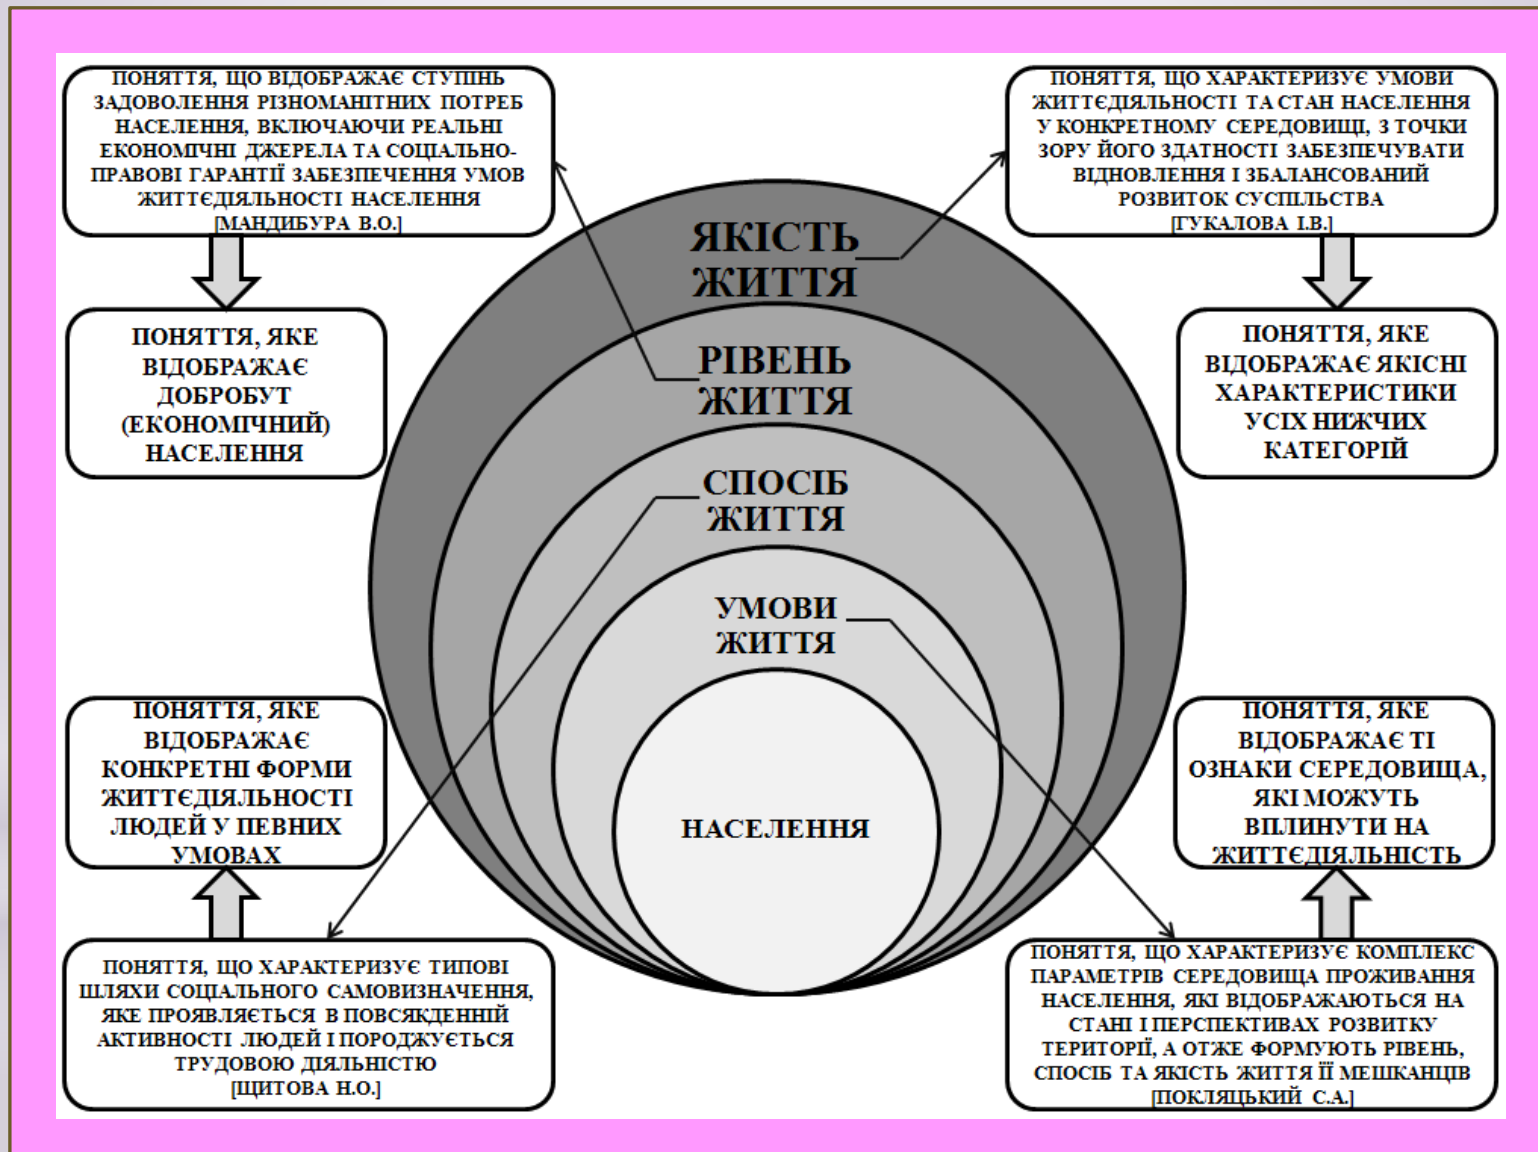 ПОНЯТТЯ, ЩО ВІДОБРАЖАЄ СТУПІНЬ
ЗАДОВОЛЕННЯ РІЗНОМАНІТНИХ ПОТРЕБ
НАСЕЛЕННЯ, ВКЛЮЧАЮЧИ РЕАЛЬНІ
ЕКОНОМІЧНІ ДЖЕРЕЛА ТА СОЦІАЛЬНО-
ПРАВОВІ ГАРАНТІЇ ЗАБЕЗПЕЧЕННЯ УМОВ
ЖИТТЄДІЯЛЬНОСТІ НАСЕЛЕННЯ
[МАНДИБУРА В.О.]
ПОНЯТТЯ, ЩО ХАРАКТЕРИЗУЄ УМОВИ
ЖИТТЄДІЯЛЬНОСТІ ТА СТАН НАСЕЛЕННЯ
У КОНКРЕТНОМУ СЕРЕДОВИЩІ, З ТОЧКИ
ЗОРУ ЙОГО ЗДАТНОСТІ ЗАБЕЗПЕЧУВАТИ
ВІДНОВЛЕННЯ І ЗБАЛАНСОВАНИЙ
РОЗВИТОК СУСПІЛЬСТВА
[ГУКАЛОВА І.В.]
ПОНЯТТЯ, ЯКЕ
ВІДОБРАЖАЄ
ДОБРОБУТ
(ЕКОНОМІЧНИЙ)
НАСЕЛЕННЯ
ПОНЯТТЯ, ЯКЕ
ВІДОБРАЖАЄ ЯКІСНІ
ХАРАКТЕРИСТИКИ
УСІХ НИЖЧИХ
КАТЕГОРІЙ
ЯКІСТЬ
ЖИТТЯ
РІВЕНЬ
ЖИТТЯ
СПОСІБ
ЖИТТЯ
УМОВИ
ЖИТТЯ
НАСЕЛЕННЯ
ПОНЯТТЯ, ЯКЕ
ВІДОБРАЖАЄ
КОНКРЕТНІ ФОРМИ
ЖИТТЄДІЯЛЬНОСТІ
ЛЮДЕЙ У ПЕВНИХ
УМОВАХ
ПОНЯТТЯ, ЯКЕ
ВІДОБРАЖАЄ ТІ
ОЗНАКИ СЕРЕДОВИЩА,
ЯКІ МОЖУТЬ
ВПЛИНУТИ НА
ЖИТТЄДІЯЛЬНІСТЬ
ПОНЯТТЯ, ЩО ХАРАКТЕРИЗУЄ ТИПОВІ
ШЛЯХИ СОЦІАЛЬНОГО САМОВИЗНАЧЕННЯ,
ЯКЕ ПРОЯВЛЯЄТЬСЯ В ПОВСЯКДЕННІЙ
АКТИВНОСТІ ЛЮДЕЙ І ПОРОДЖУЄТЬСЯ
ТРУДОВОЮ ДІЯЛЬНІСТЮ
[ЩИТОВА Н.О.]
ПОНЯТТЯ, ЩО ХАРАКТЕРИЗУЄ КОМПЛЕКС
ПАРАМЕТРІВ СЕРЕДОВИЩА ПРОЖИВАННЯ
НАСЕЛЕННЯ, ЯКІ ВІДОБРАЖАЮТЬСЯ НА
СТАНІ І ПЕРСПЕКТИВАХ РОЗВИТКУ
ТЕРИТОРІЇ, А ОТЖЕ ФОРМУЮТЬ РІВЕНЬ,
СПОСІБ ТА ЯКІСТЬ ЖИТТЯ ЇЇ МЕШКАНЦІВ
[ПОКЛЯЦЬКИЙ С.А.]